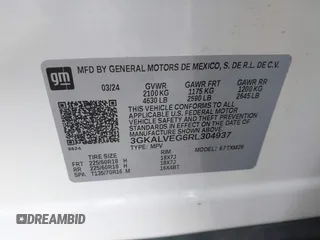 gm
MFD. BY GENERAL MOTORS DE MEXICO, S. DE R.L. DE C.V.
03/24 GVWR GAWR FRT GAWR RR
2100 KG 1175 KG 1200 KG
4630 LB 2590 LB 2645 LB
THIS VEHICLE CONFORMS TO ALL APPLICABLE U.S. FEDERAL MOTOR VEHICLE SAFETY, BUMPER, AND THEFT PREVENTION STANDARDS IN EFFECT ON THE DATE OF MANUFACTURE SHOWN ABOVE.
3GKALVEG6RL304937
TYPE: MPV
TIRE RIM
FRT 225/60R18 H 18X7J
RR 225/60R18 H 18X7J
SPA T135/70R16 M 16X4BT